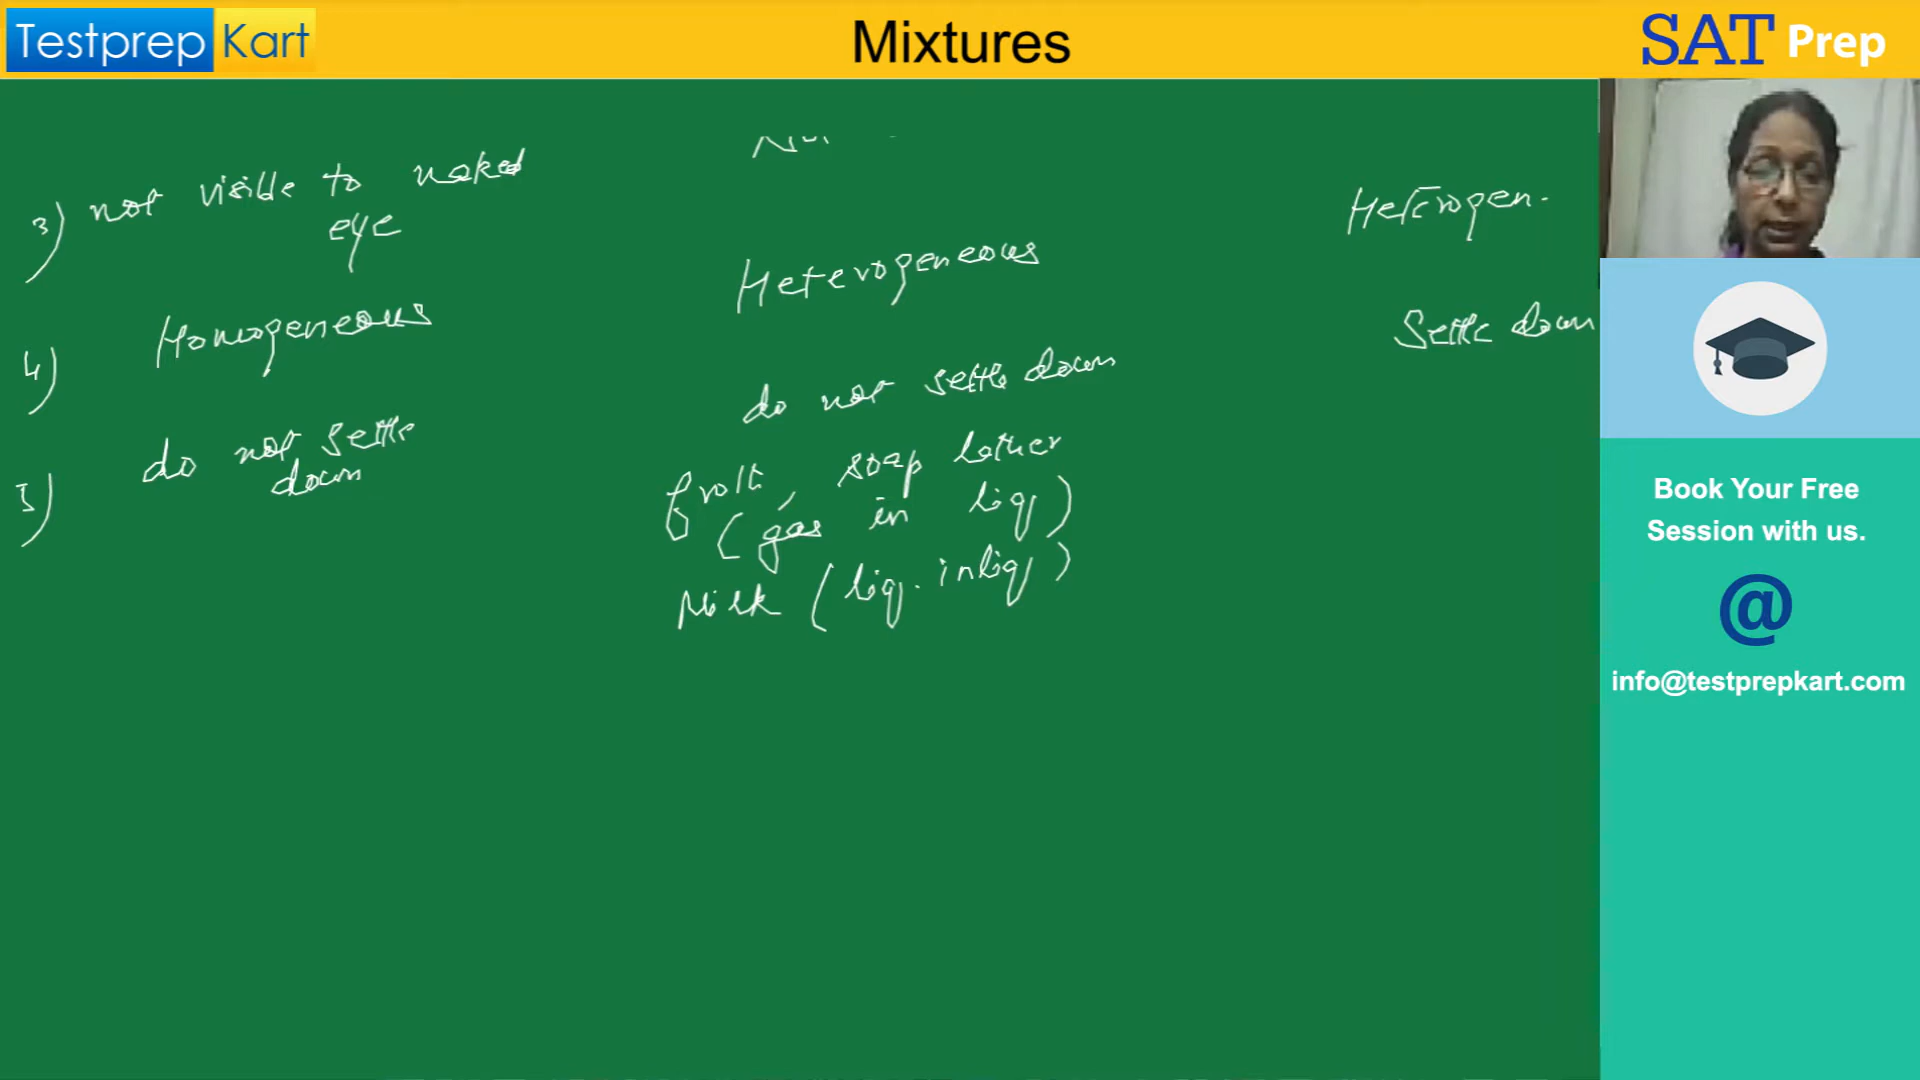 Testprep Kart
Mixtures
SAT Prep
3) not visible to naked
eye
Heterogen.
4) Homogeneous
Heterogeneous
Settle down
5) do not settle
down
do not settle down
froth, soap lather
(gas in liq)
Milk (liq. in liq)
Book Your Free
Session with us.
@
info@testprepkart.com